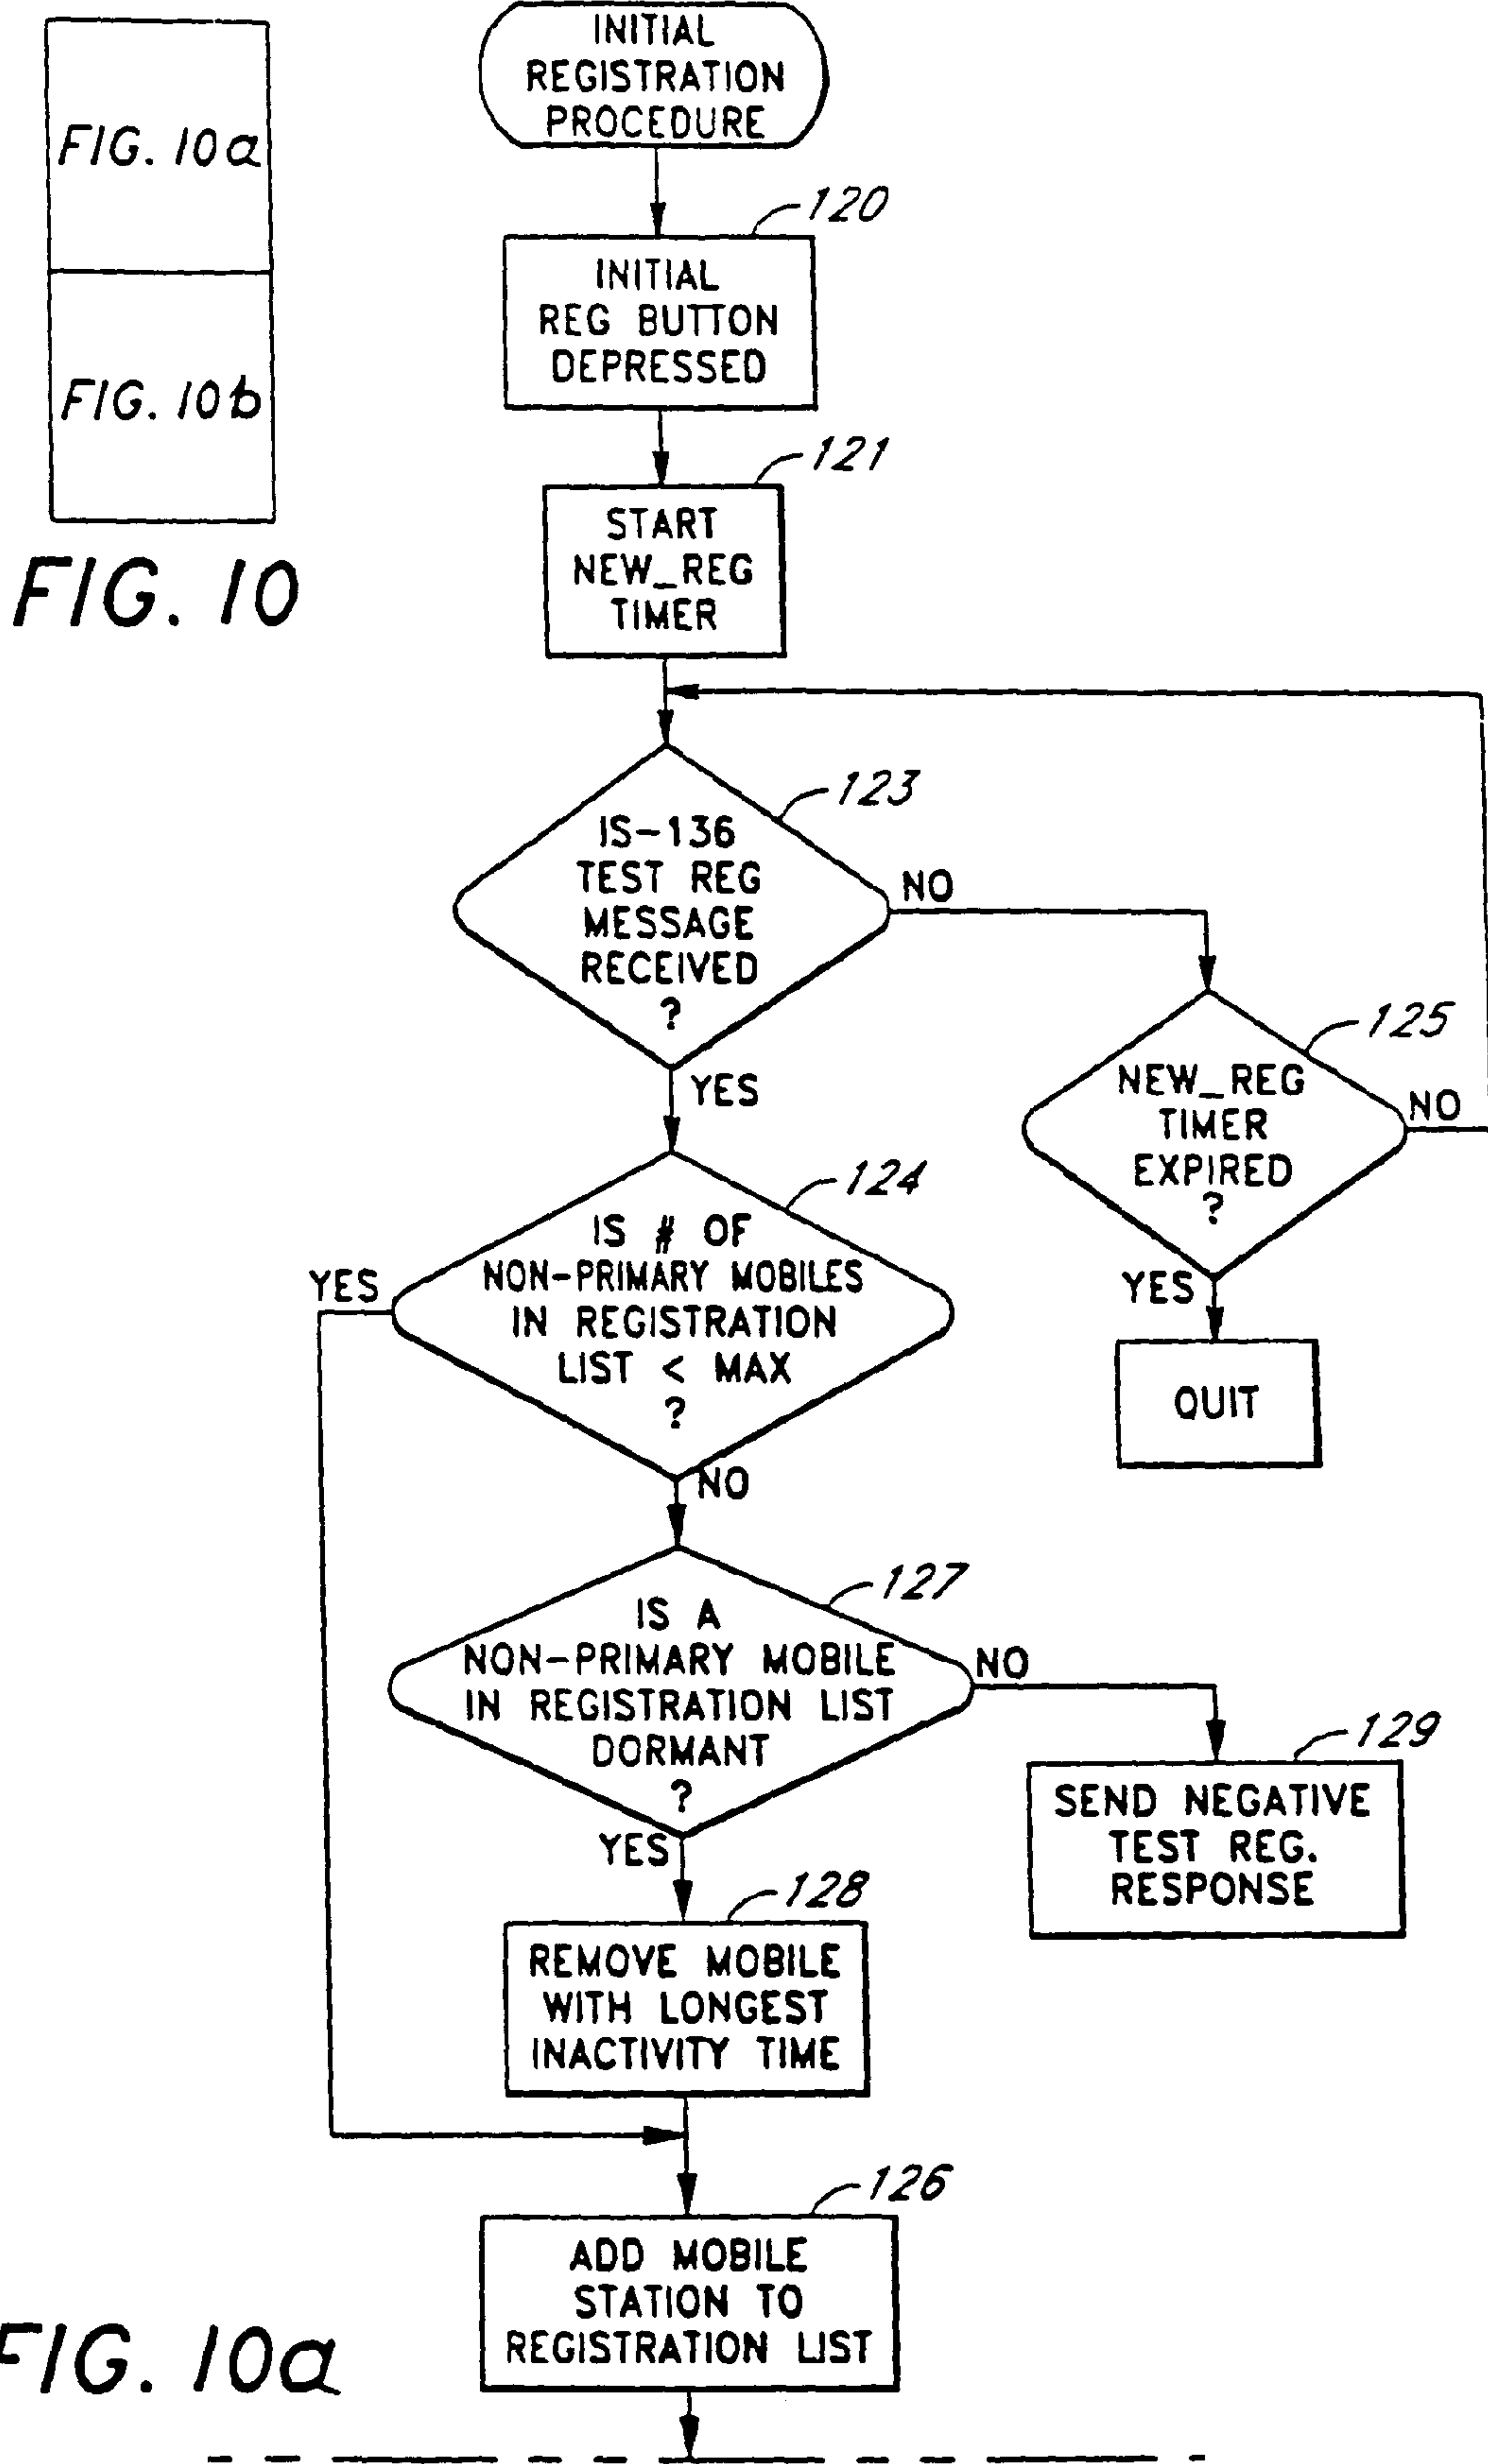 FIG. 10a
FIG. 10b
FIG. 10
INITIAL
REGISTRATION
PROCEDURE
120
INITIAL
REG BUTTON
DEPRESSED
121
START
NEW_REG
TIMER
123
IS-136
TEST REG
MESSAGE
RECEIVED
?
NO
YES
125
NEW_REG
TIMER
EXPIRED
?
NO
YES
QUIT
124
IS # OF
NON-PRIMARY MOBILES
IN REGISTRATION
LIST < MAX
?
YES
NO
127
IS A
NON-PRIMARY MOBILE
IN REGISTRATION LIST
DORMANT
?
NO
YES
129
SEND NEGATIVE
TEST REG.
RESPONSE
128
REMOVE MOBILE
WITH LONGEST
INACTIVITY TIME
126
ADD MOBILE
STATION TO
REGISTRATION LIST
FIG. 10a